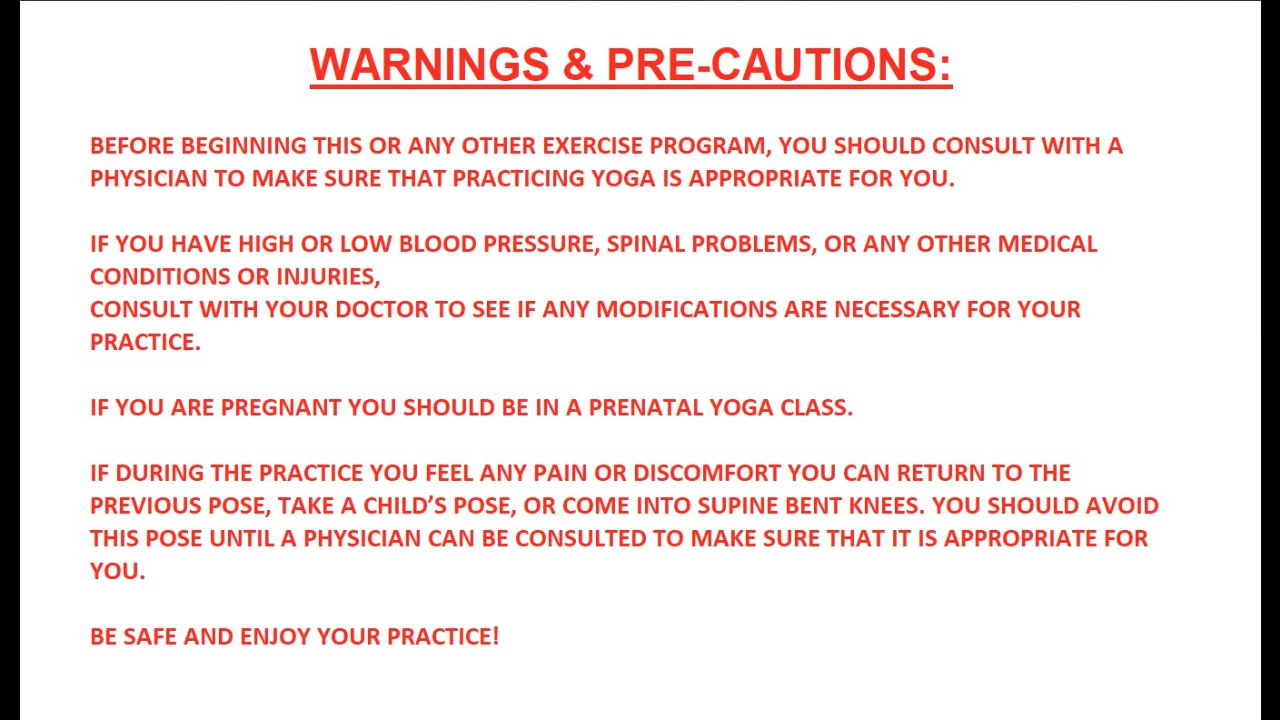 WARNINGS & PRE-CAUTIONS:
BEFORE BEGINNING THIS OR ANY OTHER EXERCISE PROGRAM, YOU SHOULD CONSULT WITH A
PHYSICIAN TO MAKE SURE THAT PRACTICING YOGA IS APPROPRIATE FOR YOU.
IF YOU HAVE HIGH OR LOW BLOOD PRESSURE, SPINAL PROBLEMS, OR ANY OTHER MEDICAL
CONDITIONS OR INJURIES,
CONSULT WITH YOUR DOCTOR TO SEE IF ANY MODIFICATIONS ARE NECESSARY FOR YOUR
PRACTICE.
IF YOU ARE PREGNANT YOU SHOULD BE IN A PRENATAL YOGA CLASS.
IF DURING THE PRACTICE YOU FEEL ANY PAIN OR DISCOMFORT YOU CAN RETURN TO THE
PREVIOUS POSE, TAKE A CHILD’S POSE, OR COME INTO SUPINE BENT KNEES. YOU SHOULD AVOID
THIS POSE UNTIL A PHYSICIAN CAN BE CONSULTED TO MAKE SURE THAT IT IS APPROPRIATE FOR
YOU.
BE SAFE AND ENJOY YOUR PRACTICE!